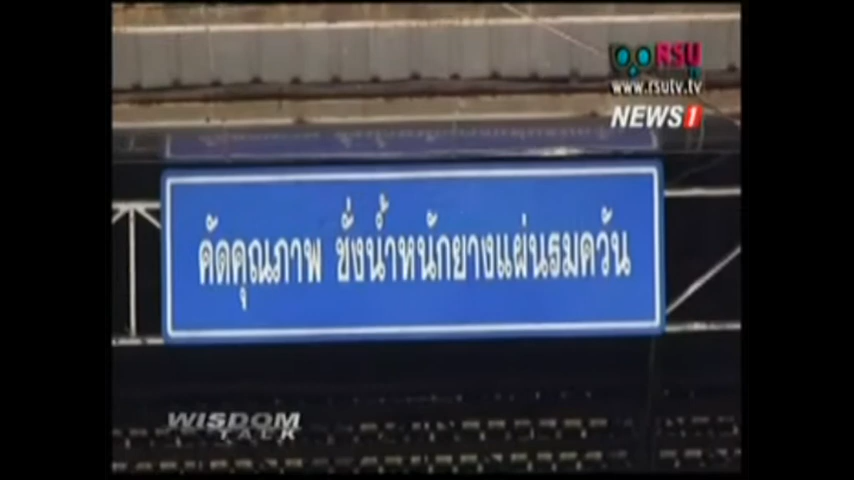 RSU
www.rsutv.tv
NEWS1
คัดคุณภาพ ชั่งน้ำหนักยางแผ่นรมควัน
WISDOM
TALK